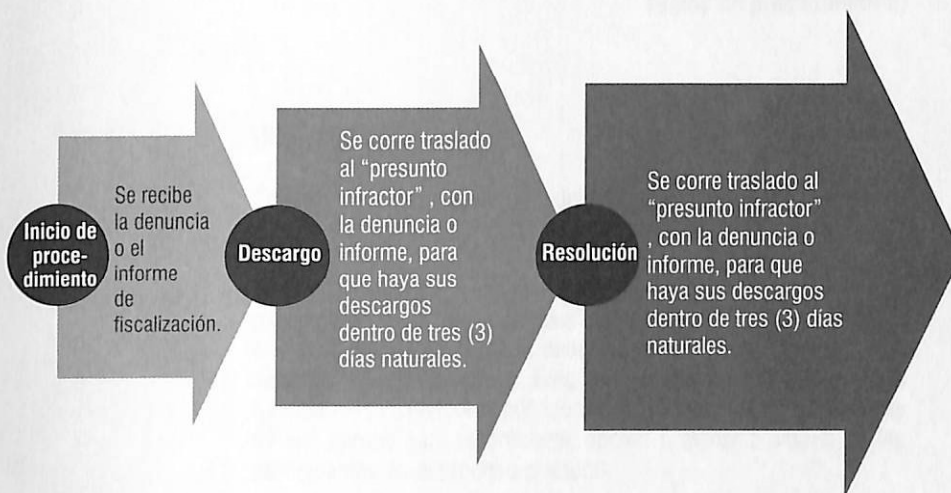 Inicio de
proce-
dimiento
Se recibe
la denuncia
o el
informe
de
fiscalización.
Descargo
Se corre traslado
al "presunto
infractor" , con
la denuncia o
informe, para
que haya sus
descargos
dentro de tres (3)
días naturales.
Resolución
Se corre traslado al
"presunto infractor"
, con la denuncia o
informe, para que
haya sus descargos
dentro de tres (3) días
naturales.